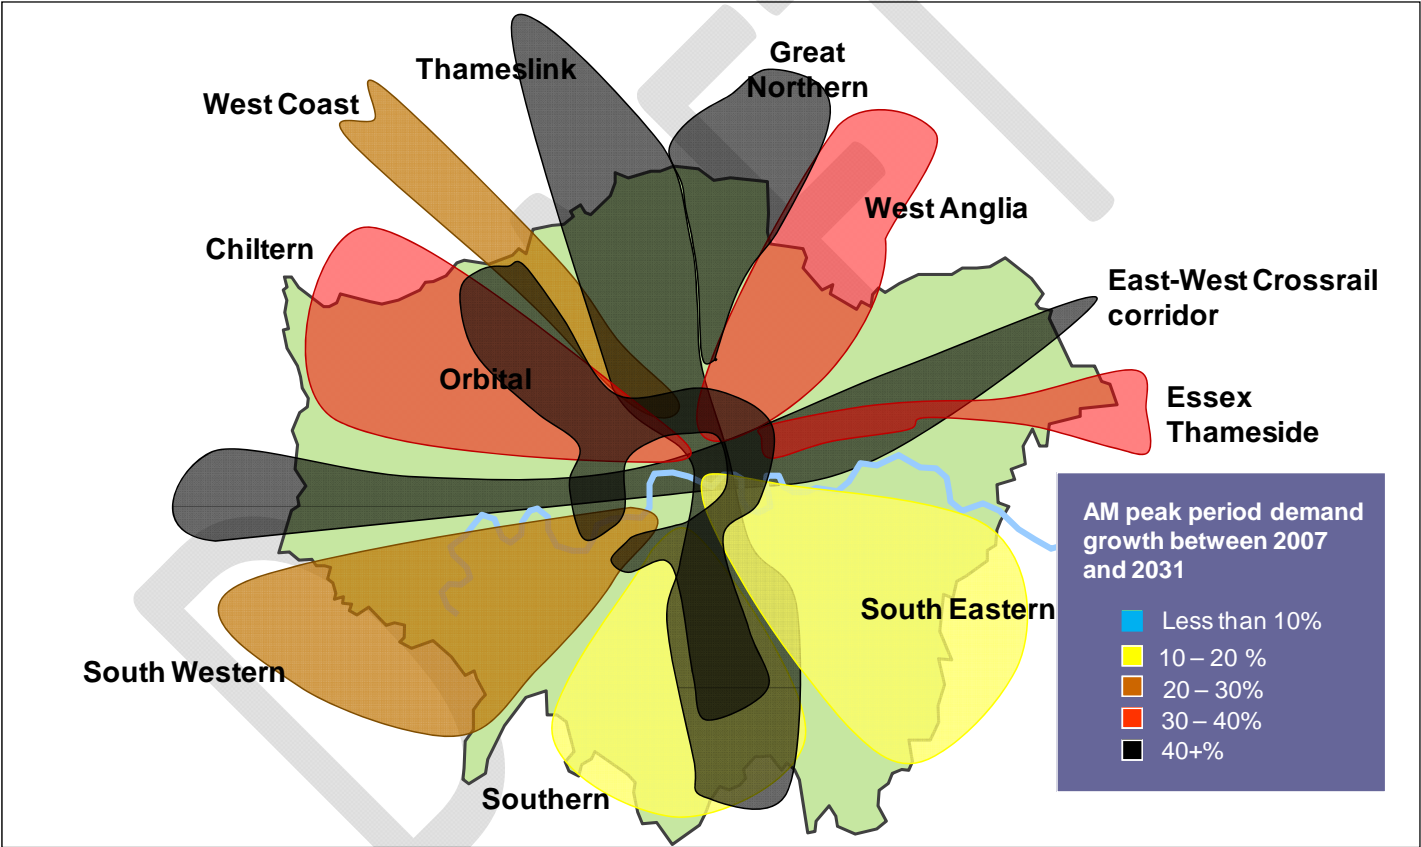 Thameslink
Great
Northern
West Coast
West Anglia
Chiltern
East-West Crossrail
corridor
Orbital
Essex
Thameside
AM peak period demand
growth between 2007
and 2031
Less than 10%
10 – 20 %
20 – 30%
30 – 40%
40+%
South Eastern
South Western
Southern